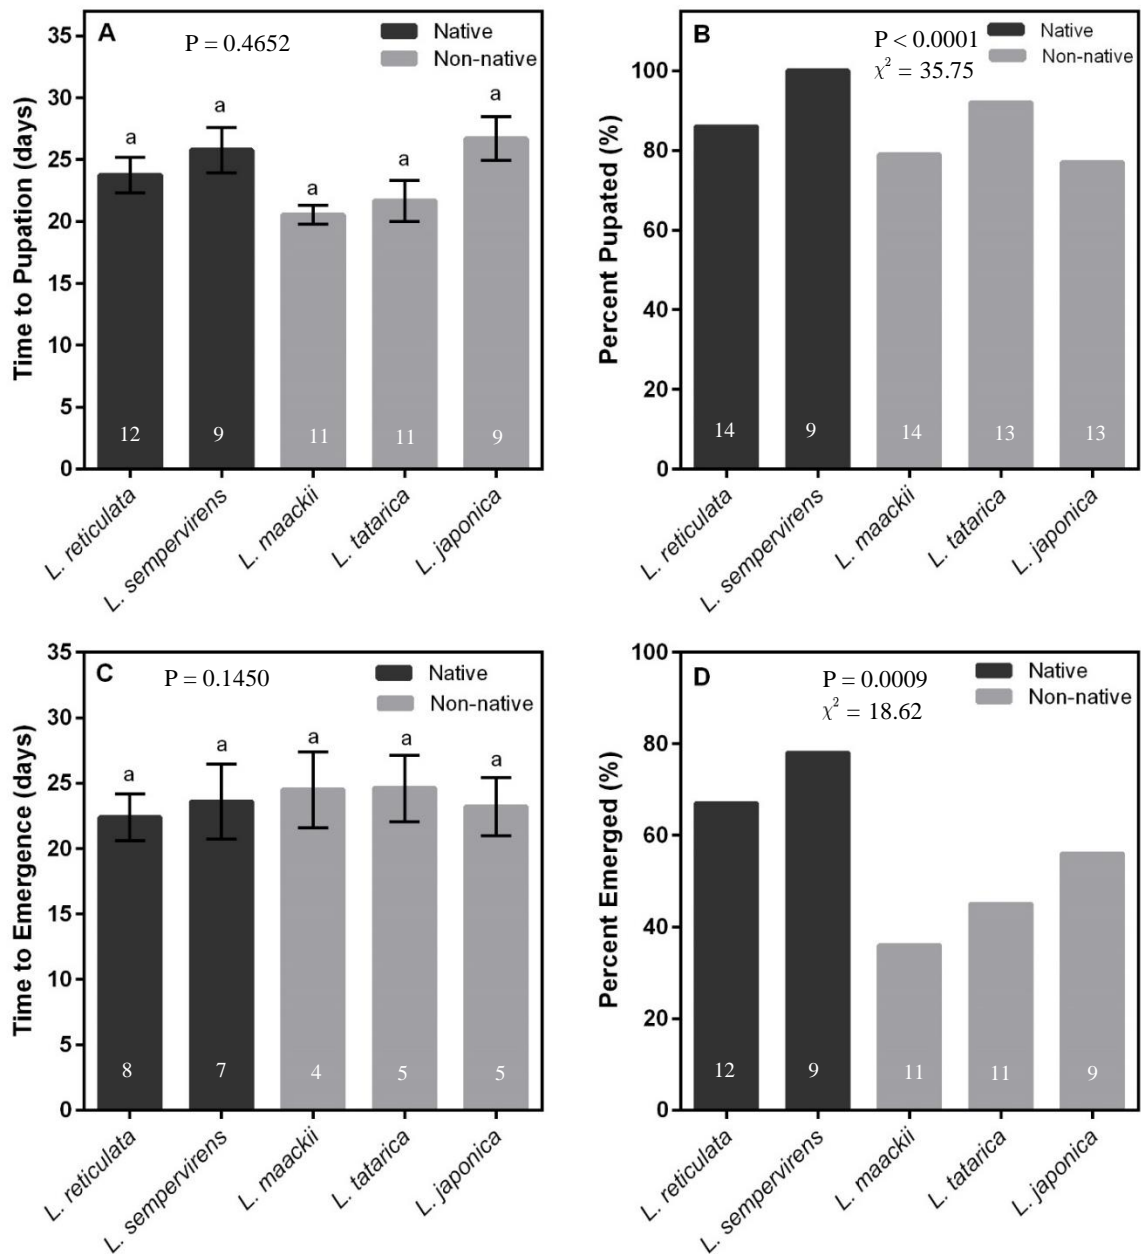 A
P = 0.4652
Native
Non-native
Time to Pupation (days)
35
30
25
20
15
10
5
0
a
a
a
a
a
12
9
11
11
9
L. reticulata
L. sempervirens
L. maackii
L. tatarica
L. japonica
B
P < 0.0001
χ² = 35.75
Native
Non-native
Percent Pupated (%)
100
80
60
40
20
0
14
9
14
13
13
L. reticulata
L. sempervirens
L. maackii
L. tatarica
L. japonica
C
P = 0.1450
Native
Non-native
Time to Emergence (days)
35
30
25
20
15
10
5
0
a
a
a
a
a
8
7
4
5
5
L. reticulata
L. sempervirens
L. maackii
L. tatarica
L. japonica
D
P = 0.0009
χ² = 18.62
Native
Non-native
Percent Emerged (%)
100
80
60
40
20
0
12
9
11
11
9
L. reticulata
L. sempervirens
L. maackii
L. tatarica
L. japonica